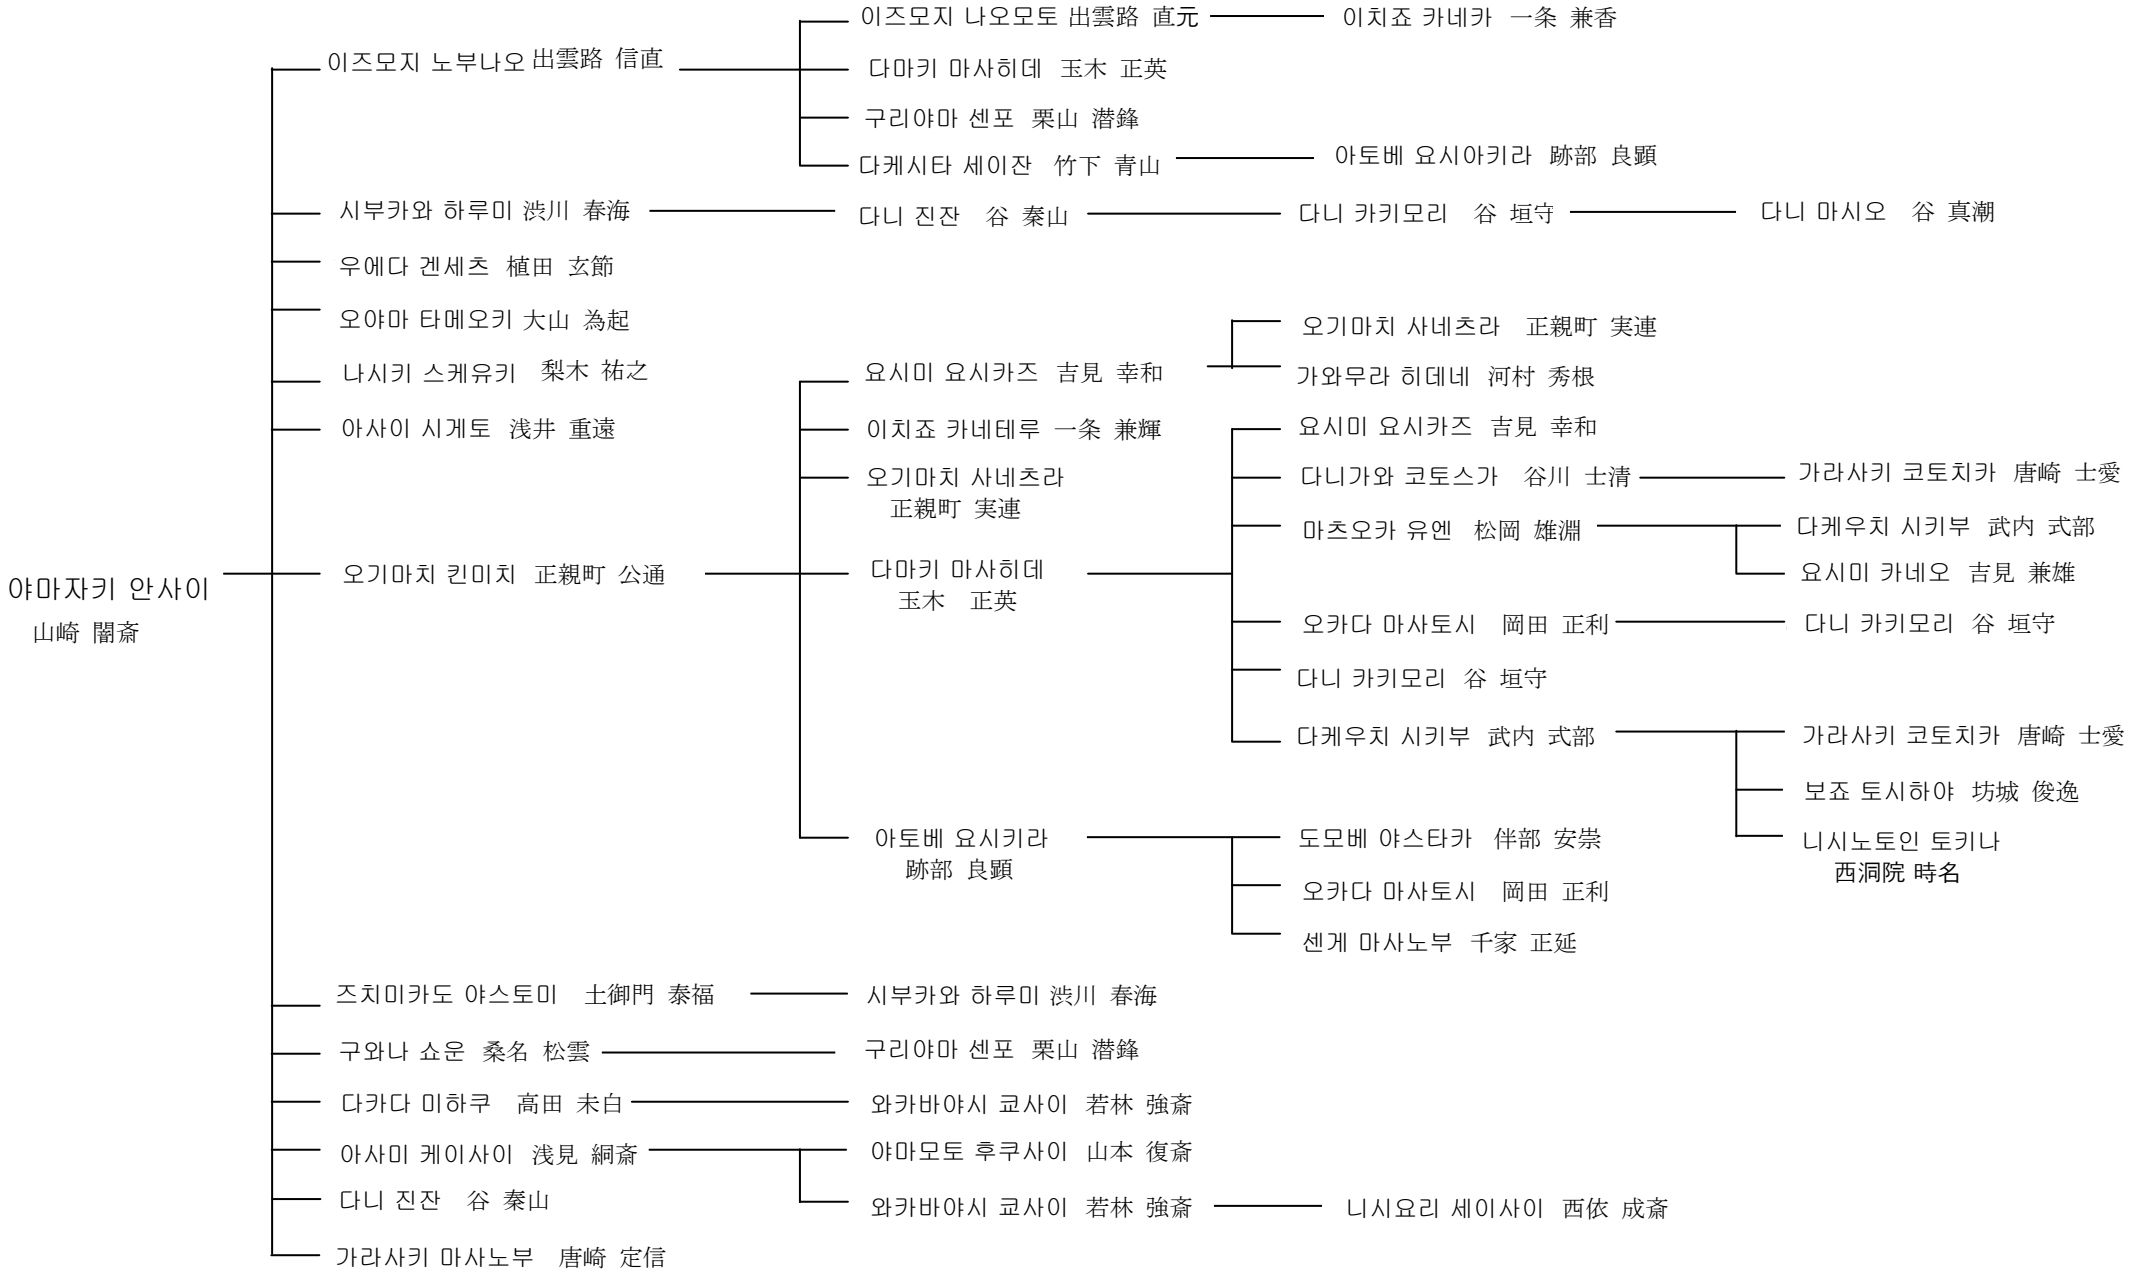 이즈모지 나오모토 出雲路 直元
이치죠 카네카 一条 兼香
이즈모지 노부나오 出雲路 信直
다마키 마사히데 玉木 正英
구리야마 센포 栗山 潜鋒
다케시타 세이잔 竹下 青山
아토베 요시아키라 跡部 良顕
시부카와 하루미 渋川 春海
다니 진잔 谷 秦山
다니 카키모리 谷 垣守
다니 마시오 谷 真潮
우에다 겐세츠 植田 玄節
오야마 타메오키 大山 為起
오기마치 사네츠라 正親町 実連
나시키 스케유키 梨木 祐之
요시미 요시카즈 吉見 幸和
가와무라 히데네 河村 秀根
아사이 시게토 浅井 重遠
이치죠 카네테루 一条 兼輝
요시미 요시카즈 吉見 幸和
오기마치 사네츠라
正親町 実連
다니가와 코토스가 谷川 士清
가라사키 코토치카 唐崎 士愛
마츠오카 유엔 松岡 雄淵
다케우치 시키부 武内 式部
요시미 카네오 吉見 兼雄
야마자키 안사이
山崎 闇斎
오기마치 킨미치 正親町 公通
다마키 마사히데
玉木 正英
오카다 마사토시 岡田 正利
다니 카키모리 谷 垣守
다니 카키모리 谷 垣守
다케우치 시키부 武内 式部
가라사키 코토치카 唐崎 士愛
보죠 토시하야 坊城 俊逸
니시노토인 토키나
西洞院 時名
아토베 요시키라
跡部 良顕
도모베 야스타카 伴部 安崇
오카다 마사토시 岡田 正利
센게 마사노부 千家 正延
즈치미카도 야스토미 土御門 泰福
시부카와 하루미 渋川 春海
구와나 쇼운 桑名 松雲
구리야마 센포 栗山 潜鋒
다카다 미하쿠 高田 未白
와카바야시 쿄사이 若林 強斎
아사미 케이사이 浅見 絅斎
야마모토 후쿠사이 山本 復斎
다니 진잔 谷 秦山
와카바야시 쿄사이 若林 強斎
니시요리 세이사이 西依 成斎
가라사키 마사노부 唐崎 定信